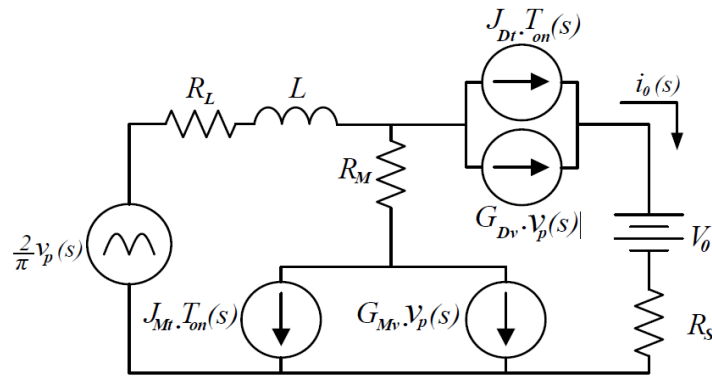 J_Dt.T_on(s)
R_L
L
i_0(s)
R_M
G_Dv.v_p(s)
2/π v_p(s)
V_0
J_Mt.T_on(s)
G_Mv.v_p(s)
R_S